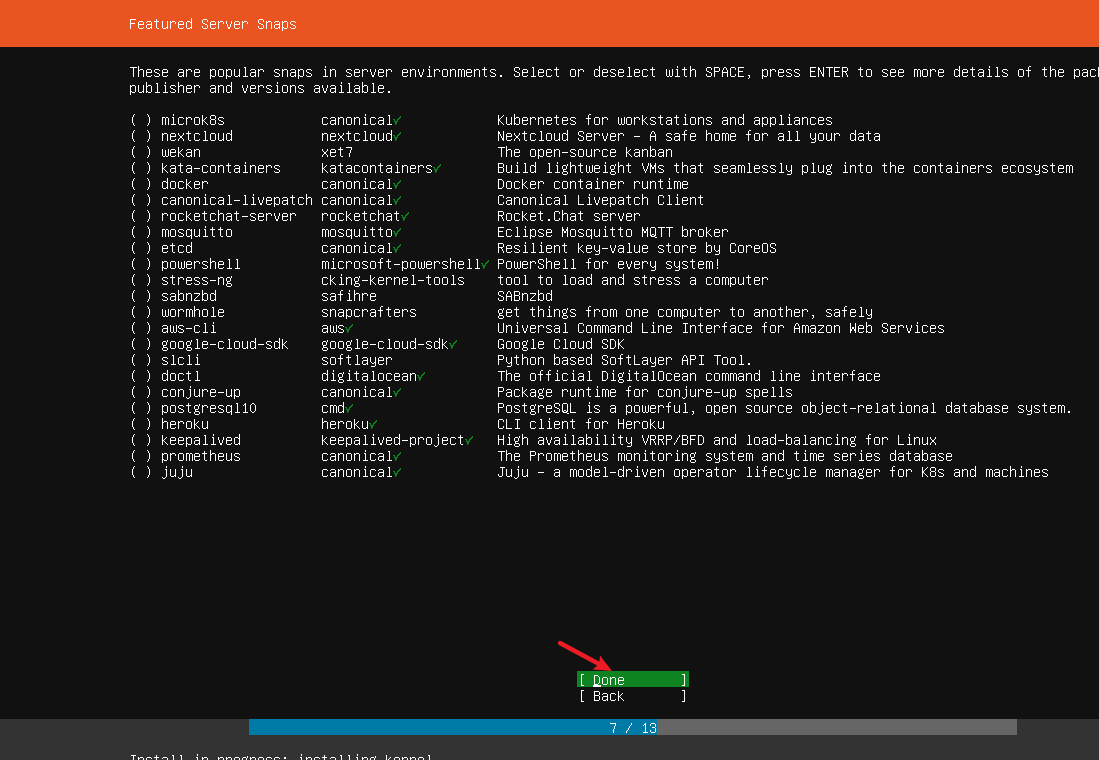 Featured Server Snaps
These are popular snaps in server environments. Select or deselect with SPACE, press ENTER to see more details of the pac
publisher and versions available.
( ) microk8s canonical✓ Kubernetes for workstations and appliances
( ) nextcloud nextcloud✓ Nextcloud Server - A safe home for all your data
( ) wekan xet7 The open-source kanban
( ) kata-containers katacontainers✓ Build lightweight VMs that seamlessly plug into the containers ecosystem
( ) docker canonical✓ Docker container runtime
( ) canonical-livepatch canonical✓ Canonical Livepatch Client
( ) rocketchat-server rocketchat✓ Rocket.Chat server
( ) mosquitto mosquitto✓ Eclipse Mosquitto MQTT broker
( ) etcd canonical✓ Resilient key-value store by CoreOS
( ) powershell microsoft-powershell✓ PowerShell for every system!
( ) stress-ng cking-kernel-tools tool to load and stress a computer
( ) sabnzbd safihre SABnzbd
( ) wormhole snapcrafters get things from one computer to another, safely
( ) aws-cli aws✓ Universal Command Line Interface for Amazon Web Services
( ) google-cloud-sdk google-cloud-sdk✓ Google Cloud SDK
( ) slcli softlayer Python based SoftLayer API Tool.
( ) doctl digitalocean✓ The official DigitalOcean command line interface
( ) conjure-up canonical✓ Package runtime for conjure-up spells
( ) postgresql10 cmd✓ PostgreSQL is a powerful, open source object-relational database system.
( ) heroku heroku✓ CLI client for Heroku
( ) keepalived keepalived-project✓ High availability VRRP/BFD and load-balancing for Linux
( ) prometheus canonical✓ The Prometheus monitoring system and time series database
( ) juju canonical✓ Juju - a model-driven operator lifecycle manager for K8s and machines
[ Done ]
[ Back ]
7 / 13
Install in progress: installing kernel